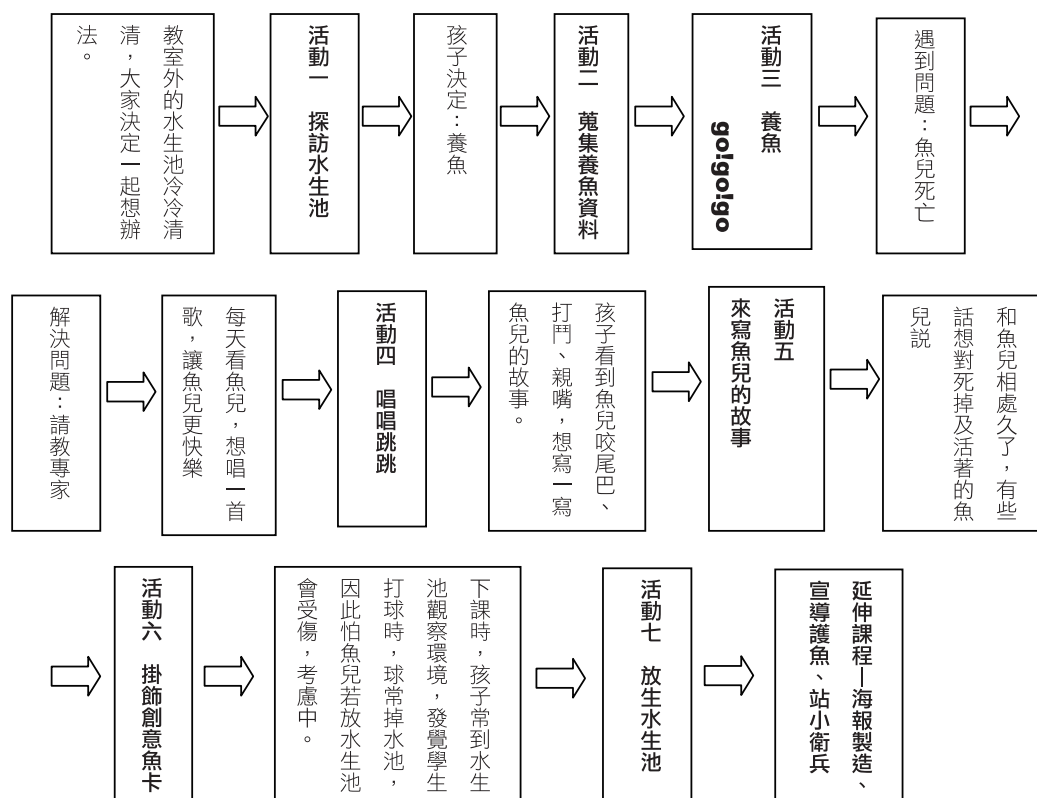 教室外的水生池冷冷清
清，大家決定一起想辦
法。
活動一　探訪水生池
孩子決定：養魚
活動二　蒐集養魚資料
活動三　養魚
go!go!go
遇到問題：魚兒死亡
解決問題：請教專家
每天看魚兒，想唱一首
歌，讓魚兒更快樂
活動四　唱唱跳跳
孩子看到魚兒咬尾巴、
打鬥、親嘴，想寫一寫
魚兒的故事。
活動五
來寫魚兒的故事
和魚兒相處久了，有些
話想對死掉及活著的魚
兒說
活動六　掛飾創意魚卡
下課時，孩子常到水生
池觀察環境，發覺學生
打球時，球常掉水池，
因此怕魚兒若放水生池
會受傷，考慮中。
活動七　放生水生池
延伸課程—海報製造、
宣導護魚、站小衛兵